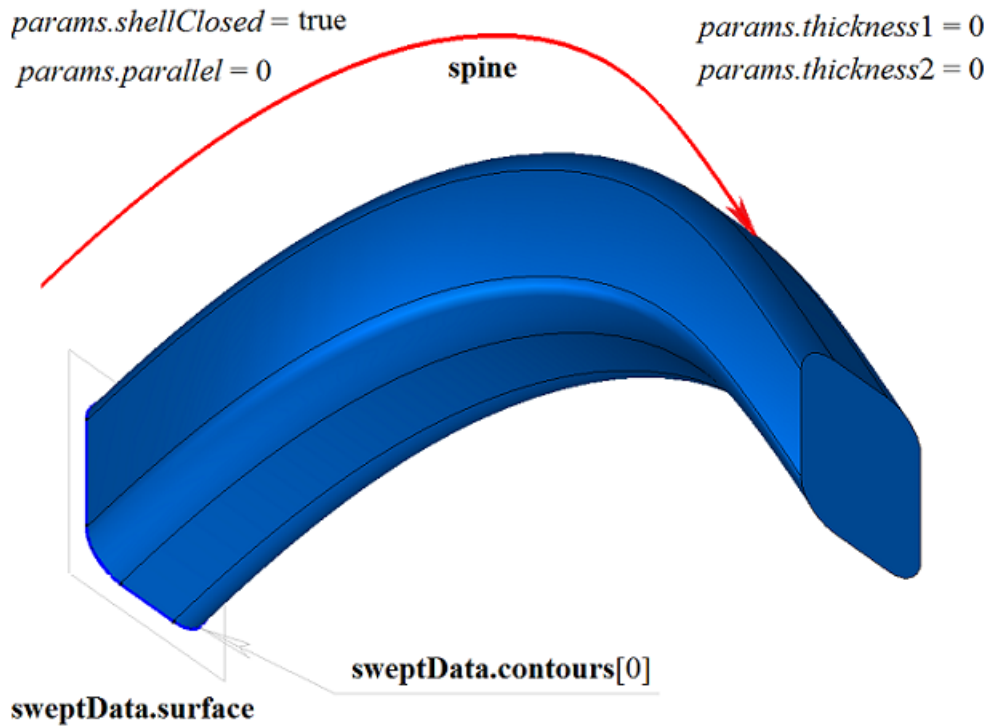 params.shellClosed = true
params.parallel = 0
params.thickness1 = 0
params.thickness2 = 0
spine
sweptData.contours[0]
sweptData.surface